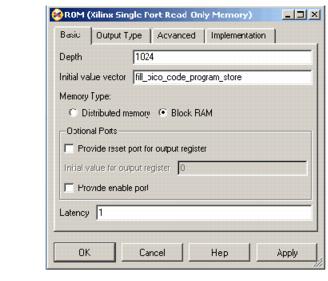 ROM (Xilinx Single Port Read Only Memory)
Basic Output Type Advanced Implementation
Depth 1024
Initial value vector fill_pico_code_program_store
Memory Type:
Distributed memory Block RAM
Optional Ports
Provide reset port for output register
Initial value for output register 0
Provide enable port
Latency 1
OK Cancel Help Apply